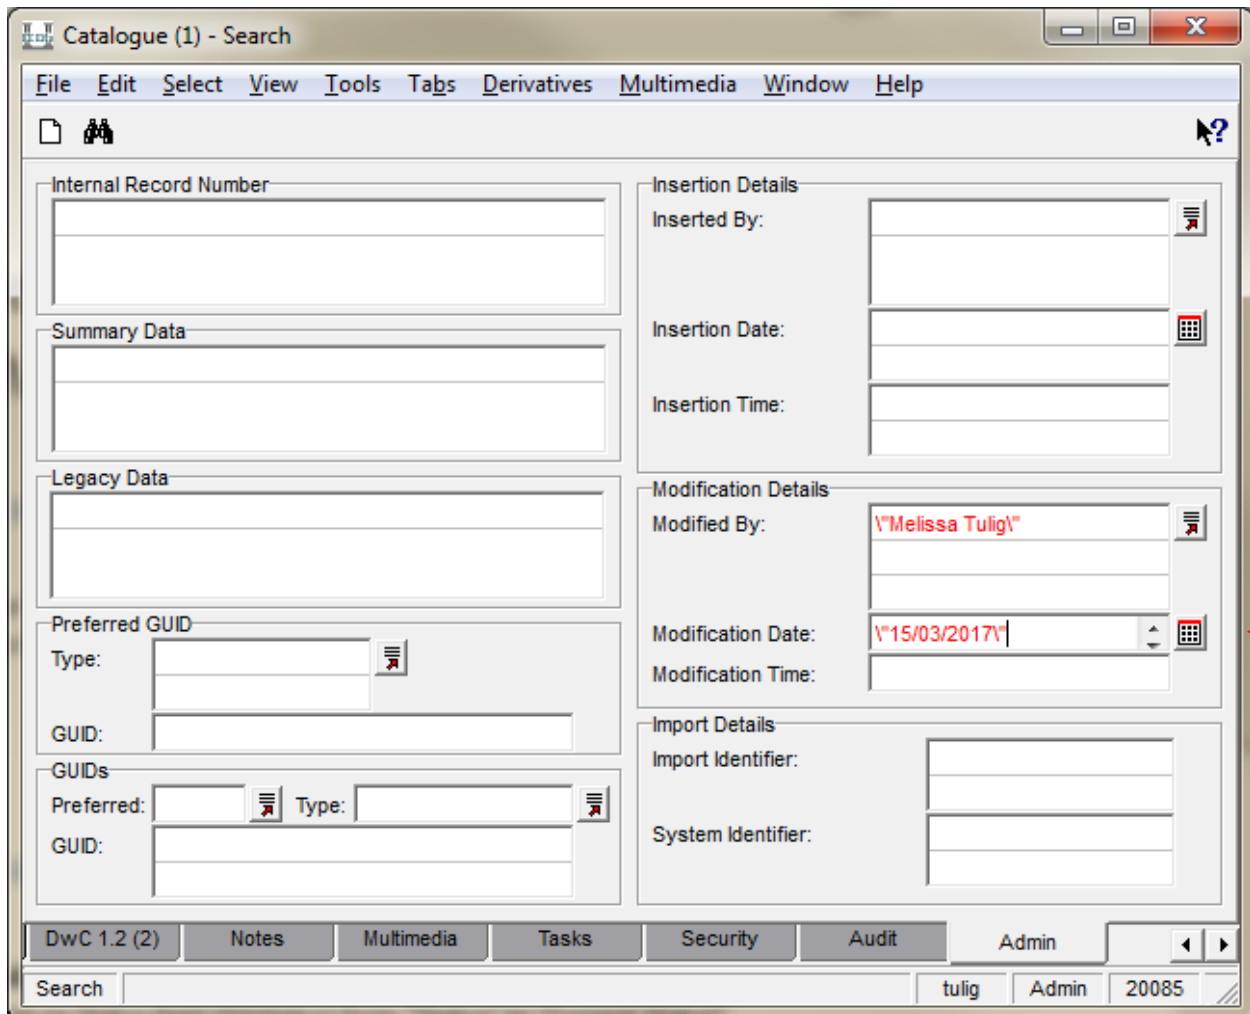 Catalogue (1) - Search
File Edit Select View Tools Tabs Derivatives Multimedia Window Help
Internal Record Number
Summary Data
Legacy Data
Preferred GUID
Type:
GUID:
GUIDs
Preferred: Type:
GUID:
Insertion Details
Inserted By:
Insertion Date:
Insertion Time:
Modification Details
Modified By: \"Melissa Tulig\"
Modification Date: \"15/03/2017\"
Modification Time:
Import Details
Import Identifier:
System Identifier:
DwC 1.2 (2) Notes Multimedia Tasks Security Audit Admin
Search tulig Admin 20085